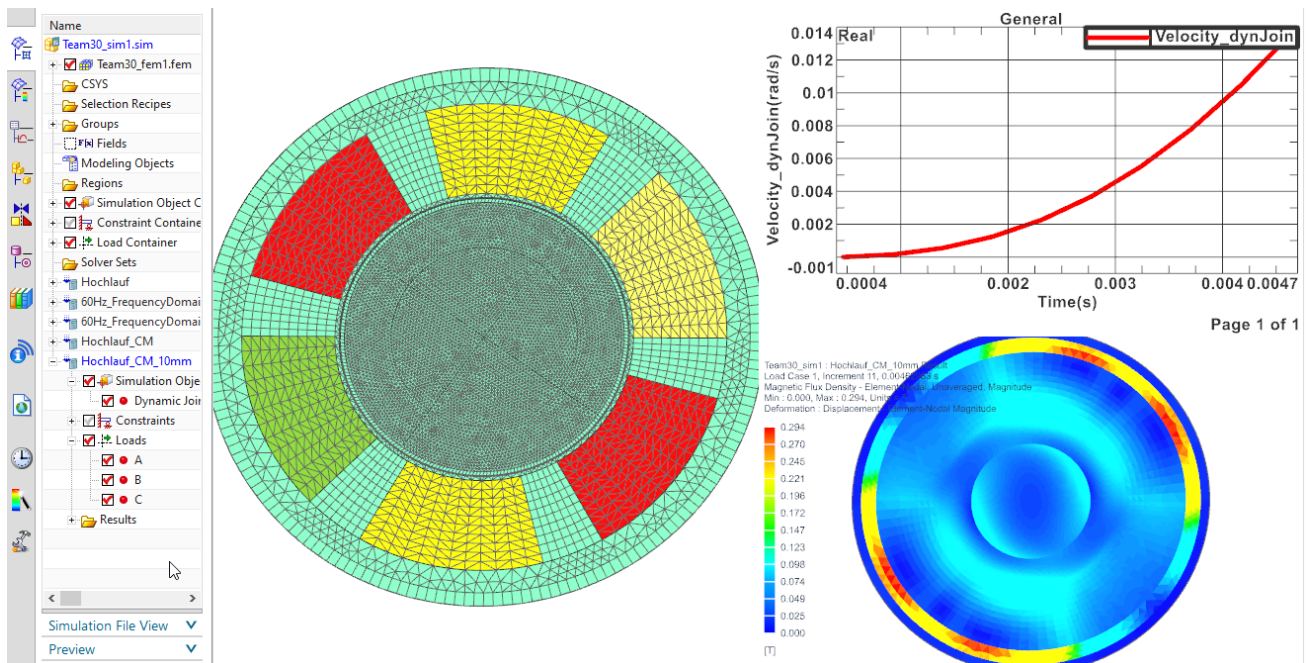 Name
Team30_sim1.sim
Team30_fem1.fem
CSYS
Selection Recipes
Groups
Fields
Modeling Objects
Regions
Simulation Object C
Constraint Containe
Load Container
Solver Sets
Hochlauf
60Hz_FrequencyDomai
60Hz_FrequencyDomai
Hochlauf_CM
Hochlauf_CM_10mm
Simulation Obje
Dynamic Join
Constraints
Loads
A
B
C
Results
Simulation File View
Preview
General
Real
Velocity_dynJoin
Velocity_dynJoin(rad/s)
0.014
0.012
0.01
0.008
0.006
0.004
0.002
-0.001
0.0004
0.002
0.003
0.004
0.0047
Time(s)
Page 1 of 1
Team30_sim1 : Hochlauf_CM_10mm
Load Case 1, Increment 11,
Magnetic Flux Density - Unaveraged, Magnitude
Min : 0.000, Max : 0.294,
Deformation : Displacement - Nodal Magnitude
0.294
0.270
0.245
0.221
0.196
0.172
0.147
0.123
0.098
0.074
0.049
0.025
0.000
[T]